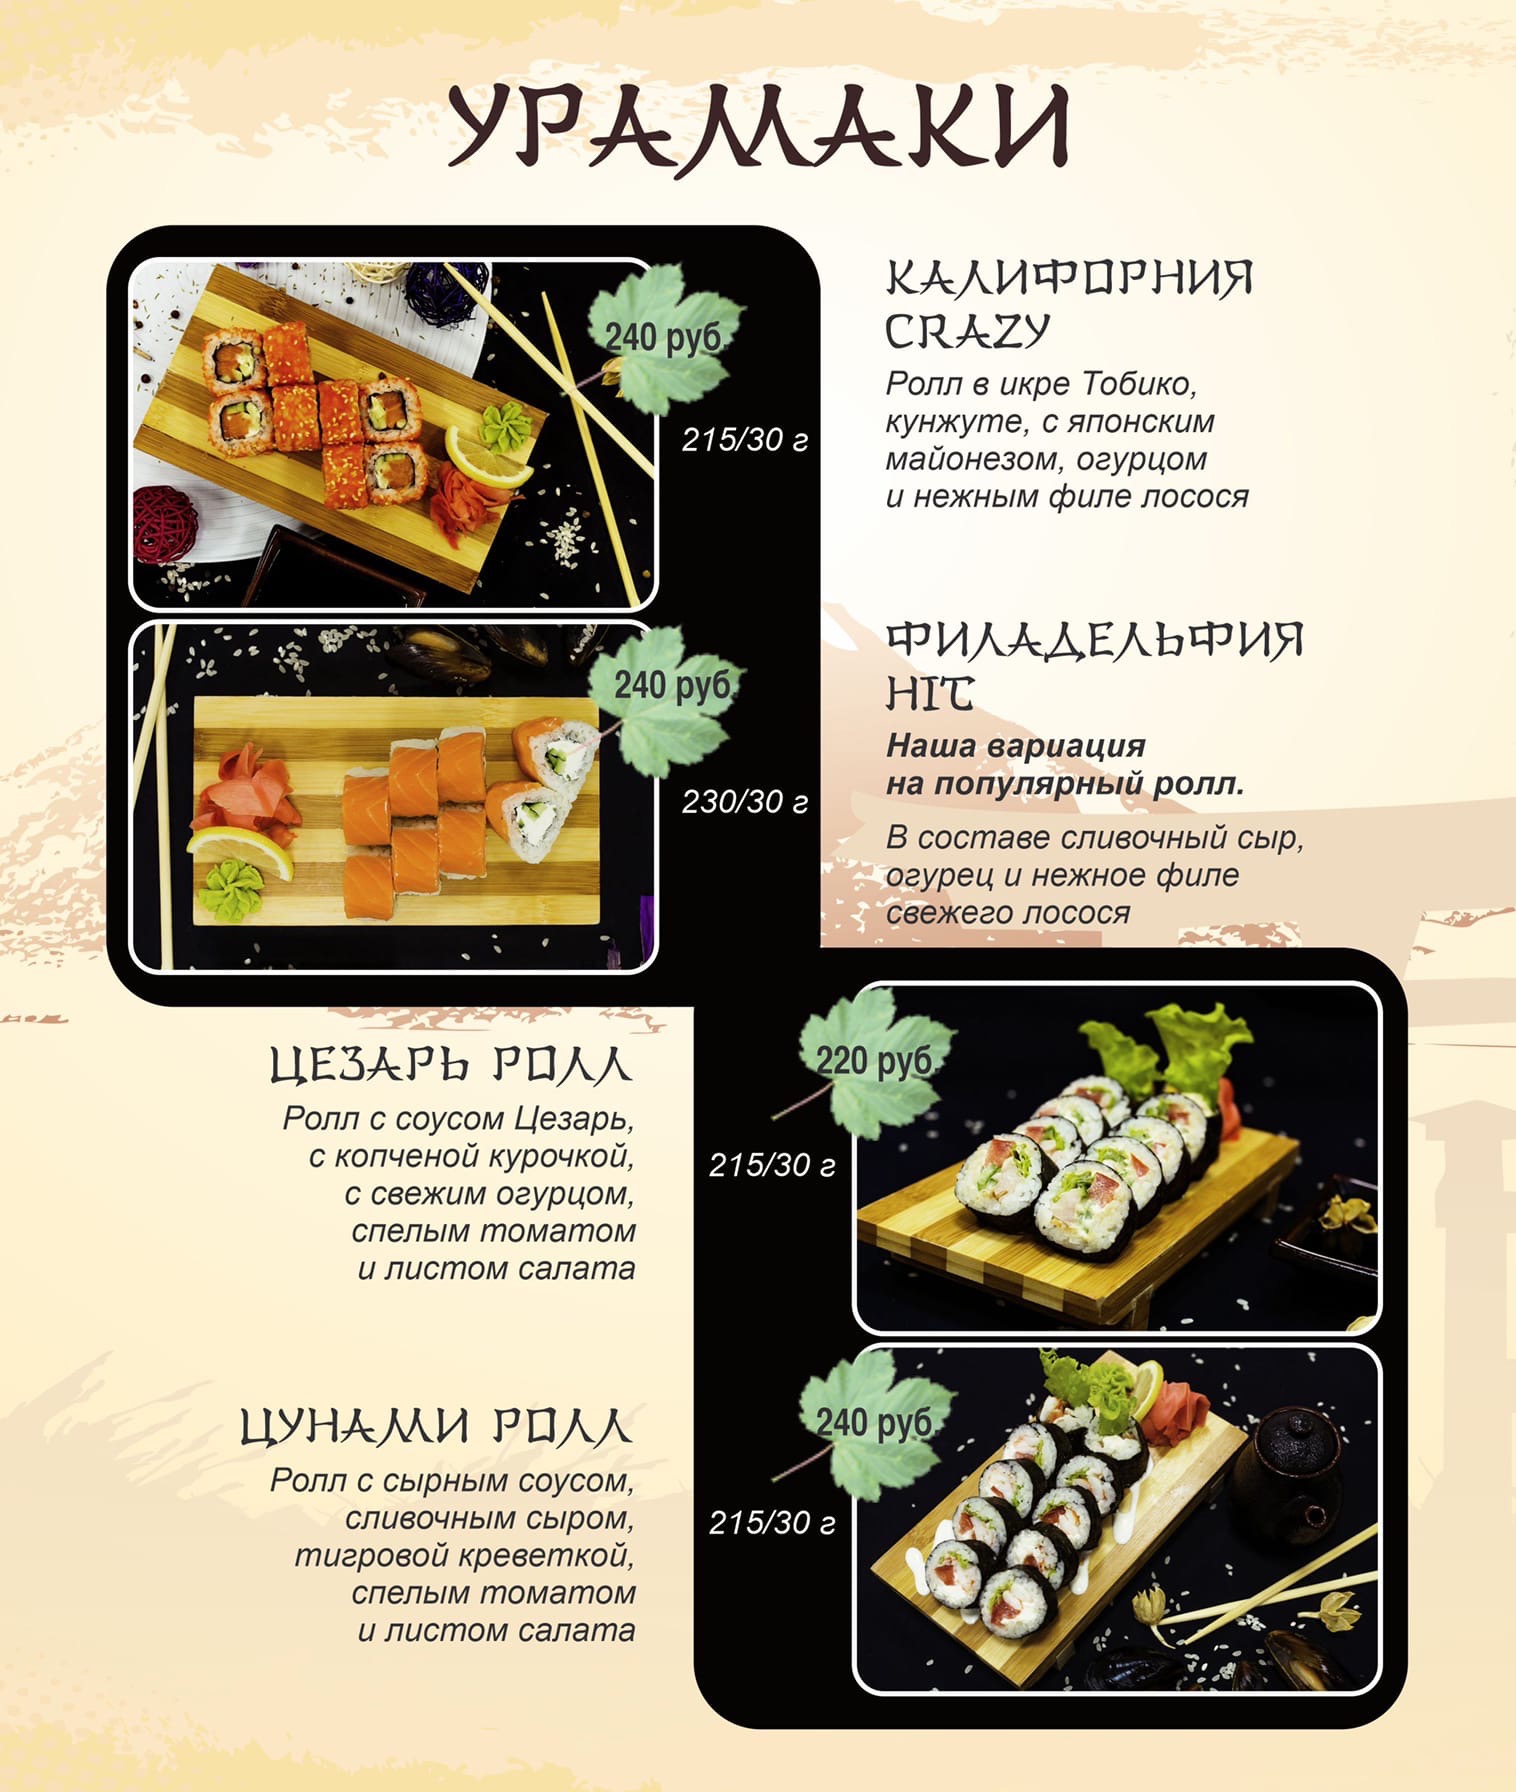 УРАМАКИ
240 руб.
215/30 г
КАЛИФОРНИЯ
CRAZY
Ролл в икре Тобико,
кунжуте, с японским
майонезом, огурцом
и нежным филе лосося
240 руб.
230/30 г
ФИЛАДЕЛЬФИЯ
HIT
Наша вариация
на популярный ролл.
В составе сливочный сыр,
огурец и нежное филе
свежего лосося
ЦЕЗАРЬ РОЛЛ
Ролл с соусом Цезарь,
с копченой курочкой,
с свежим огурцом,
спелым томатом
и листом салата
220 руб.
215/30 г
ЦУНАМИ РОЛЛ
Ролл с сырным соусом,
сливочным сыром,
тигровой креветкой,
спелым томатом
и листом салата
240 руб.
215/30 г